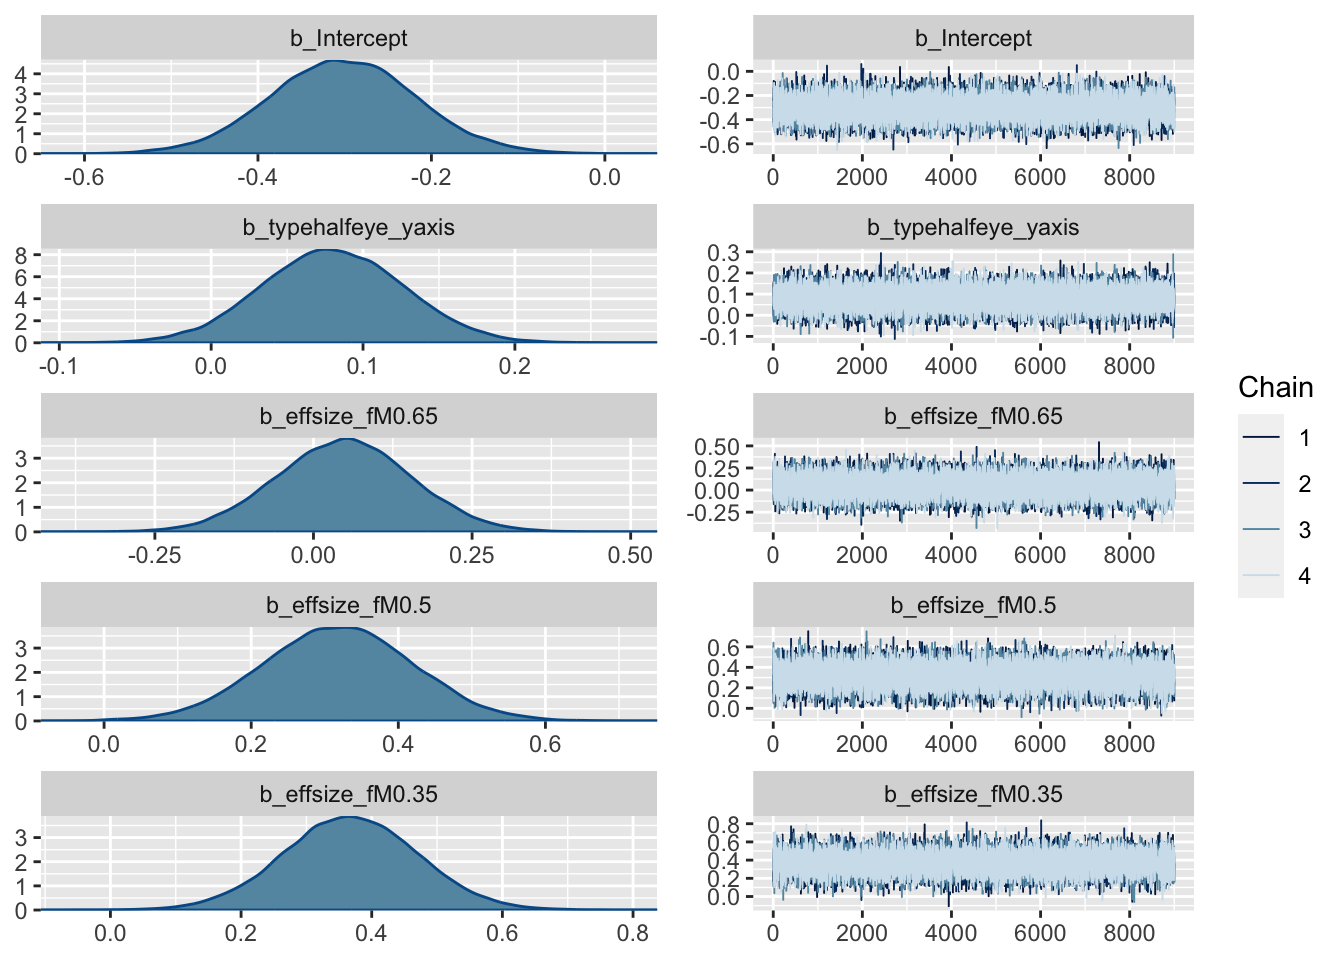 b_Intercept
4
3
2
1
0
-0.6 -0.4 -0.2 0.0
b_Intercept
0.0
-0.2
-0.4
-0.6
0 2000 4000 6000 8000
b_typehalfeye_yaxis
8
6
4
2
0
-0.1 0.0 0.1 0.2
b_typehalfeye_yaxis
0.3
0.2
0.1
0.0
-0.1
0 2000 4000 6000 8000
b_effsize_fM0.65
3
2
1
0
-0.25 0.00 0.25 0.50
b_effsize_fM0.65
0.50
0.25
0.00
-0.25
0 2000 4000 6000 8000
b_effsize_fM0.5
3
2
1
0
0.0 0.2 0.4 0.6
b_effsize_fM0.5
0.6
0.4
0.2
0.0
0 2000 4000 6000 8000
b_effsize_fM0.35
3
2
1
0
0.0 0.2 0.4 0.6 0.8
b_effsize_fM0.35
0.8
0.6
0.4
0.2
0.0
0 2000 4000 6000 8000
Chain
1
2
3
4